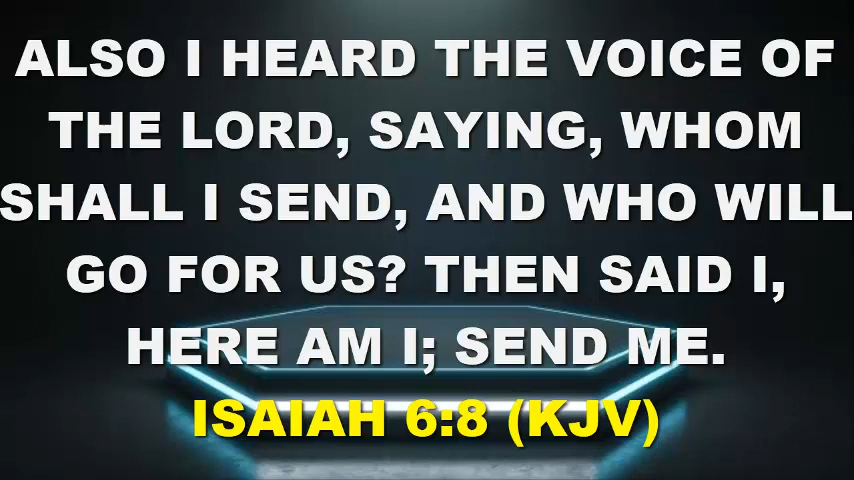 ALSO I HEARD THE VOICE OF
THE LORD, SAYING, WHOM
SHALL I SEND, AND WHO WILL
GO FOR US? THEN SAID I,
HERE AM I; SEND ME.
ISAIAH 6:8 (KJV)